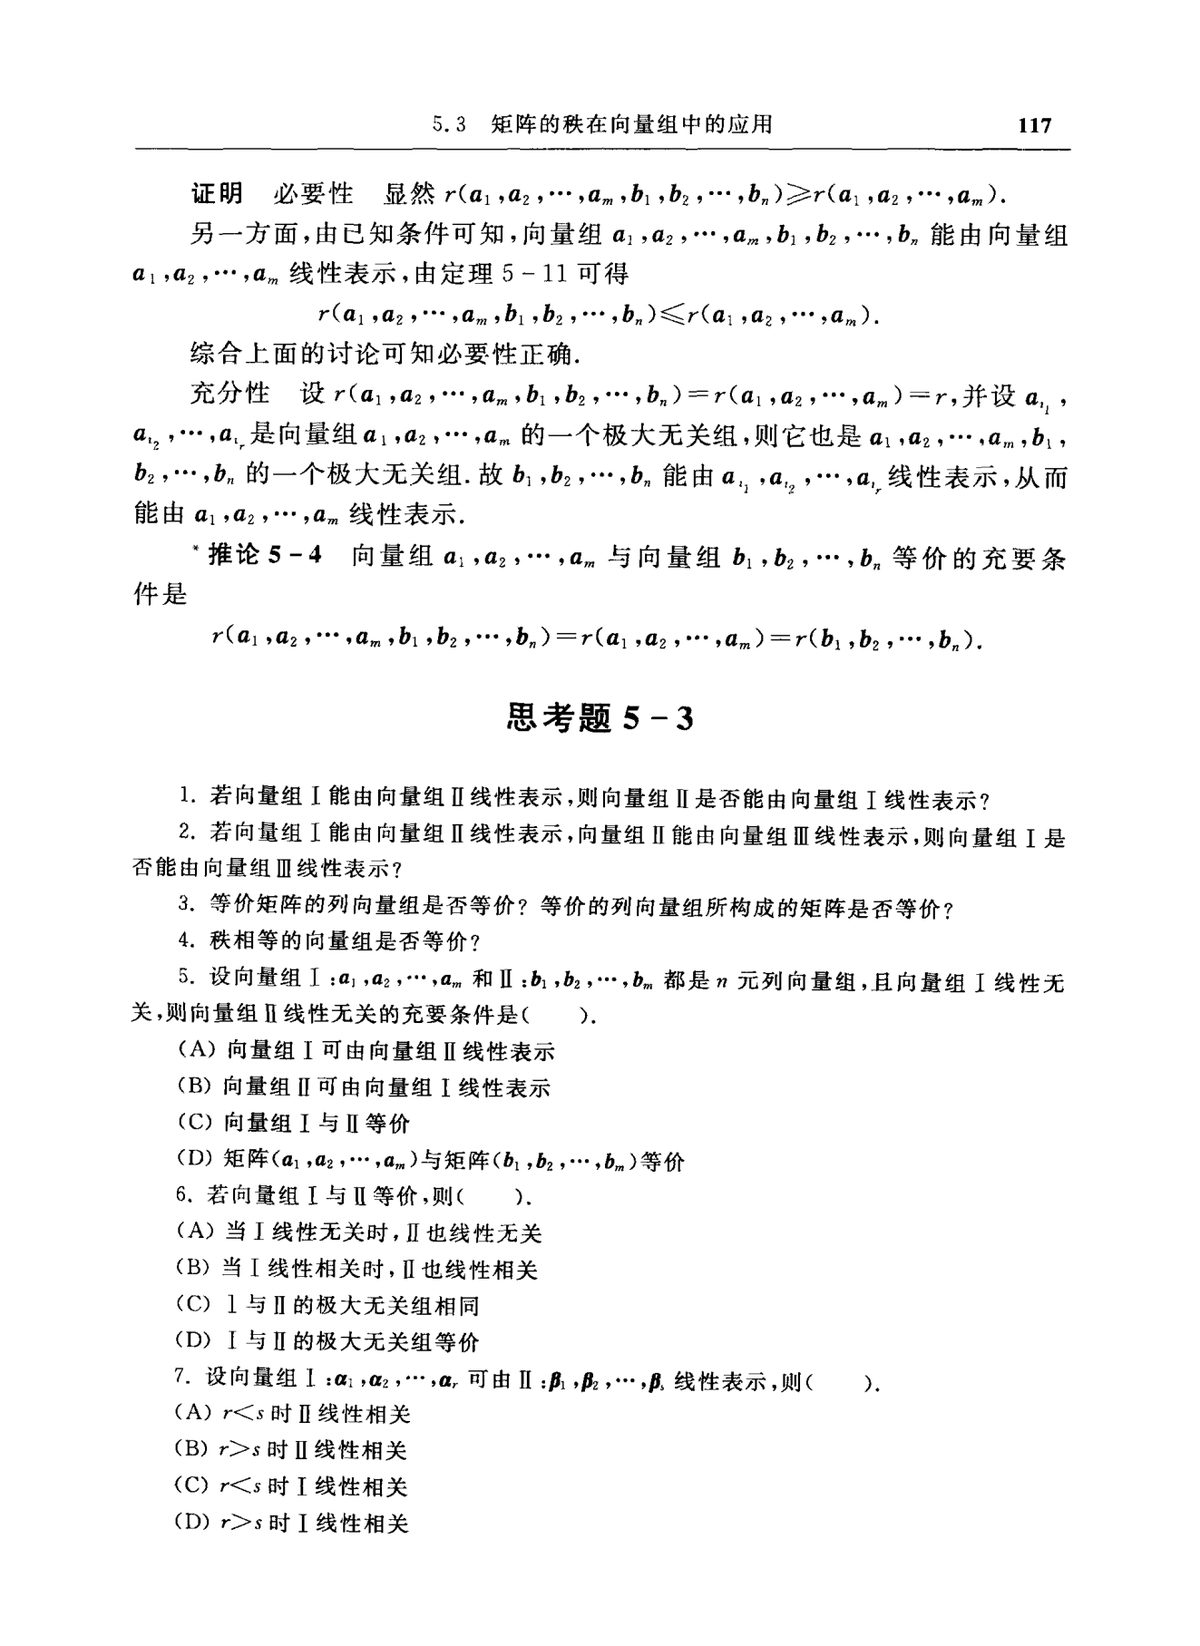 5.3 矩阵的秩在向量组中的应用 117
证明 必要性 显然 r(a₁,a₂,⋯,aₘ,b₁,b₂,⋯,bₙ)≥r(a₁,a₂,⋯,aₘ).
另一方面,由已知条件可知,向量组 a₁,a₂,⋯,aₘ,b₁,b₂,⋯,bₙ 能由向量组
a₁,a₂,⋯,aₘ 线性表示,由定理 5-11 可得
r(a₁,a₂,⋯,aₘ,b₁,b₂,⋯,bₙ)≤r(a₁,a₂,⋯,aₘ).
综合上面的讨论可知必要性正确.
充分性 设 r(a₁,a₂,⋯,aₘ,b₁,b₂,⋯,bₙ)=r(a₁,a₂,⋯,aₘ)=r,并设 a_{i₁},
a_{i₂},⋯,a_{i_r}是向量组 a₁,a₂,⋯,aₘ 的一个极大无关组,则它也是 a₁,a₂,⋯,aₘ,b₁,
b₂,⋯,bₙ 的一个极大无关组.故 b₁,b₂,⋯,bₙ 能由 a_{i₁},a_{i₂},⋯,a_{i_r}线性表示,从而
能由 a₁,a₂,⋯,aₘ 线性表示.
*推论 5-4 向量组 a₁,a₂,⋯,aₘ 与向量组 b₁,b₂,⋯,bₙ 等价的充要条
件是
r(a₁,a₂,⋯,aₘ,b₁,b₂,⋯,bₙ)=r(a₁,a₂,⋯,aₘ)=r(b₁,b₂,⋯,bₙ).
思考题 5-3
1. 若向量组Ⅰ能由向量组Ⅱ线性表示,则向量组Ⅱ是否能由向量组Ⅰ线性表示?
2. 若向量组Ⅰ能由向量组Ⅱ线性表示,向量组Ⅱ能由向量组Ⅲ线性表示,则向量组Ⅰ是
否能由向量组Ⅲ线性表示?
3. 等价矩阵的列向量组是否等价? 等价的列向量组所构成的矩阵是否等价?
4. 秩相等的向量组是否等价?
5. 设向量组Ⅰ:a₁,a₂,⋯,aₘ 和Ⅱ:b₁,b₂,⋯,bₘ 都是 n 元列向量组,且向量组Ⅰ线性无
关,则向量组Ⅱ线性无关的充要条件是( ).
(A) 向量组Ⅰ可由向量组Ⅱ线性表示
(B) 向量组Ⅱ可由向量组Ⅰ线性表示
(C) 向量组Ⅰ与Ⅱ等价
(D) 矩阵(a₁,a₂,⋯,aₘ)与矩阵(b₁,b₂,⋯,bₘ)等价
6. 若向量组Ⅰ与Ⅱ等价,则( ).
(A) 当Ⅰ线性无关时,Ⅱ也线性无关
(B) 当Ⅰ线性相关时,Ⅱ也线性相关
(C) Ⅰ与Ⅱ的极大无关组相同
(D) Ⅰ与Ⅱ的极大无关组等价
7. 设向量组Ⅰ:α₁,α₂,⋯,αᵣ 可由Ⅱ:β₁,β₂,⋯,βₛ 线性表示,则( ).
(A) r<s 时Ⅱ线性相关
(B) r>s 时Ⅱ线性相关
(C) r<s 时Ⅰ线性相关
(D) r>s 时Ⅰ线性相关